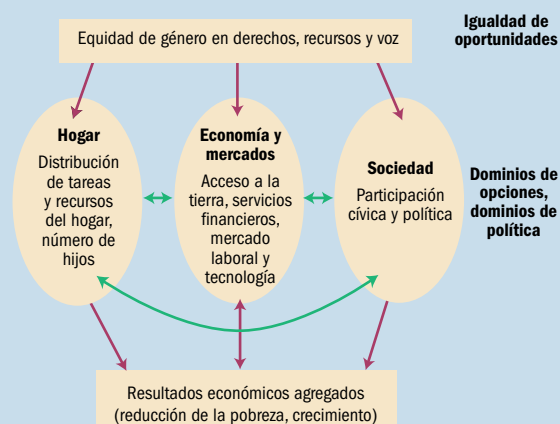 Igualdad de
oportunidades
Equidad de género en derechos, recursos y voz
Hogar
Distribución
de tareas
y recursos
del hogar,
número de
hijos
Economía y
mercados
Acceso a la
tierra, servicios
financieros,
mercado
laboral y
tecnología
Sociedad
Participación
cívica y política
Dominios de
opciones,
dominios de
política
Resultados económicos agregados
(reducción de la pobreza, crecimiento)